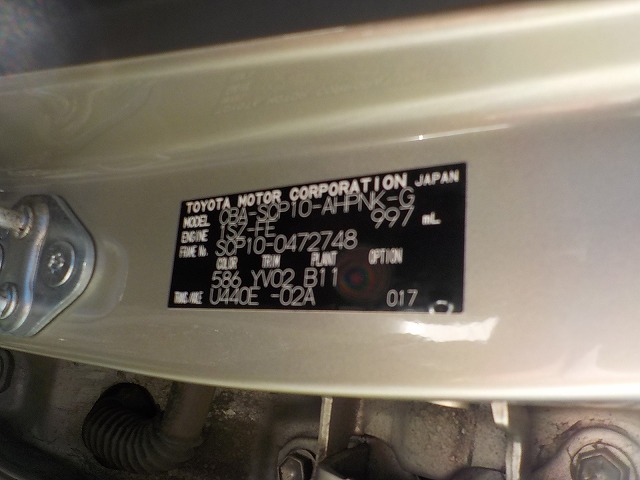 TOYOTA MOTOR CORPORATION JAPAN
MODEL CBA-SCP10-AHPNK-G
ENGINE 1SZ-FE 997 mL
FRAME No. SCP10-0472748
COLOR TRIM PLANT OPTION
586 YV02 B11
TRANS/AXLE U440E -02A 017